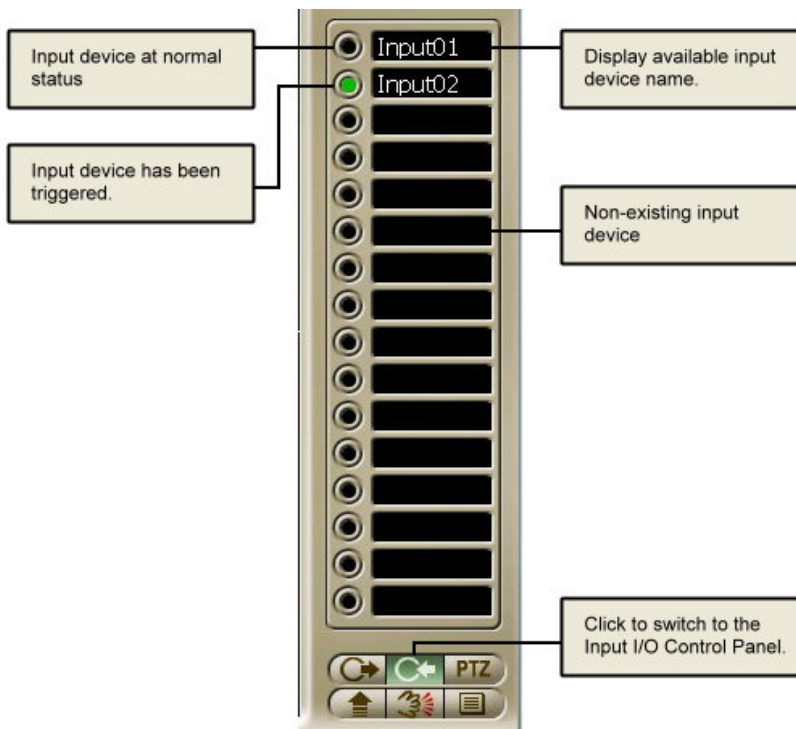 Input device at normal
status
Input01
Display available input
device name.
Input02
Input device has been
triggered.
Non-existing input
device
Click to switch to the
Input I/O Control Panel.
PTZ